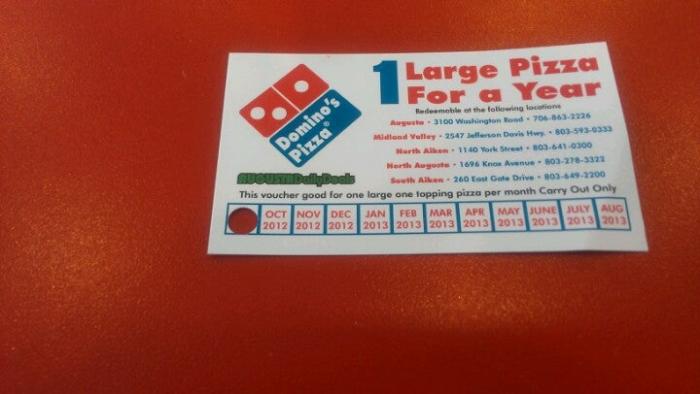 1 Large Pizza
For a Year
Redeemable at the following locations
Augusta • 3100 Washington Road • 706-863-2226
Midland Valley • 2547 Jefferson Davis Hwy. • 803-593-0333
North Aiken • 1140 York Street • 803-641-0300
North Augusta • 1696 Knox Avenue • 803-278-3322
South Aiken • 260 East Gate Drive • 803-649-2200
Domino's
Pizza®
AUGUSTADailyDeals
This voucher good for one large one topping pizza per month Carry Out Only
OCT 2012 NOV 2012 DEC 2012 JAN 2013 FEB 2013 MAR 2013 APR 2013 MAY 2013 JUNE 2013 JULY 2013 AUG 2013